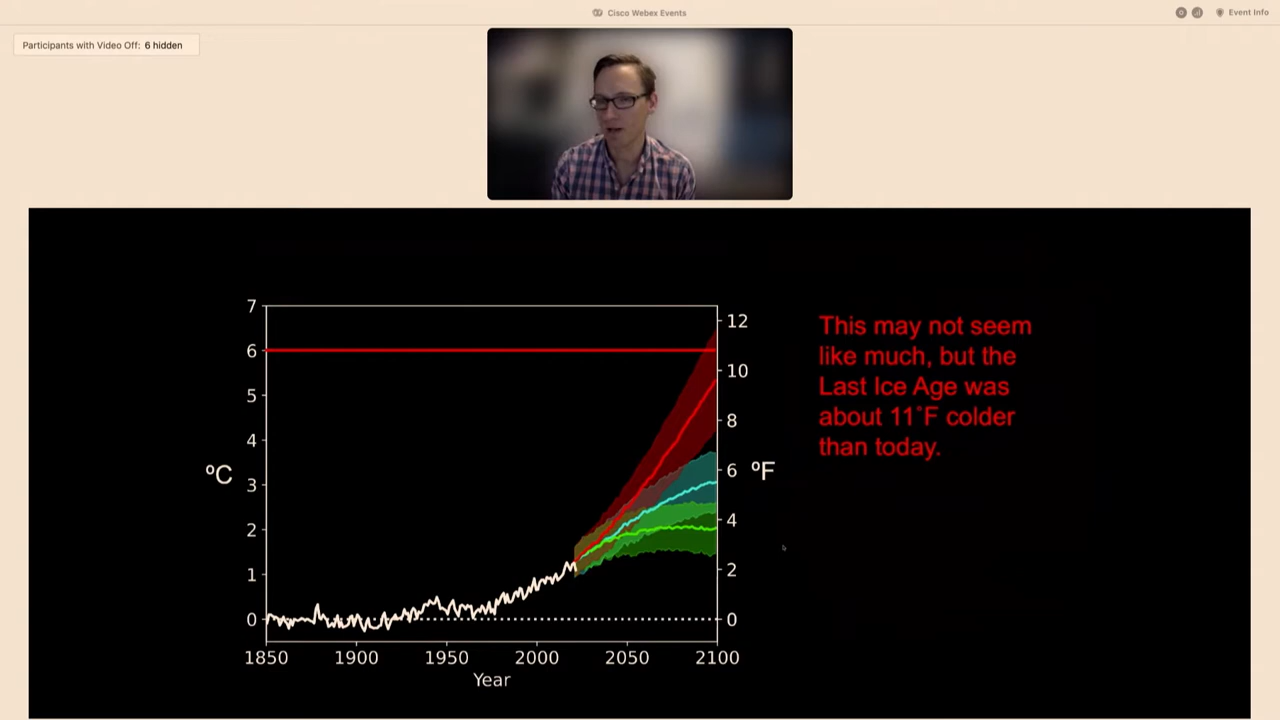 Cisco Webex Events
Event Info
Participants with Video Off: 6 hidden
7
6
5
4
3
2
1
0
ºC
12
10
8
6
4
2
0
ºF
1850 1900 1950 2000 2050 2100
Year
This may not seem
like much, but the
Last Ice Age was
about 11˚F colder
than today.